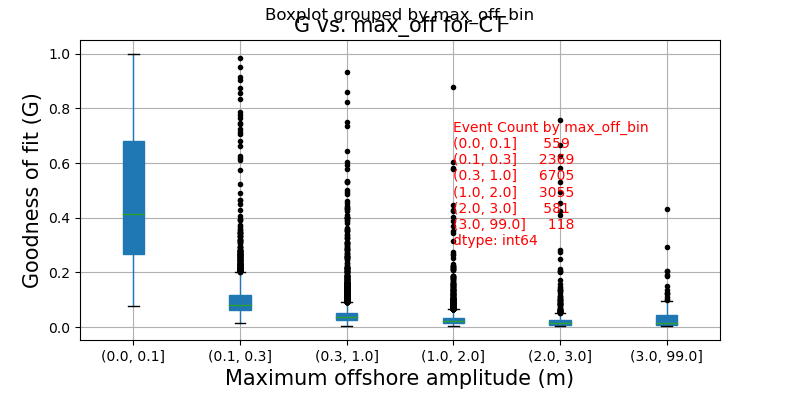 Boxplot grouped by max_off_bin
G vs. max_off for CT
Goodness of fit (G)
1.0
0.8
0.6
0.4
0.2
0.0
Event Count by max_off_bin
(0.0, 0.1] 559
(0.1, 0.3] 2369
(0.3, 1.0] 6705
(1.0, 2.0] 3055
(2.0, 3.0] 581
(3.0, 99.0] 118
dtype: int64
(0.0, 0.1] (0.1, 0.3] (0.3, 1.0] (1.0, 2.0] (2.0, 3.0] (3.0, 99.0]
Maximum offshore amplitude (m)